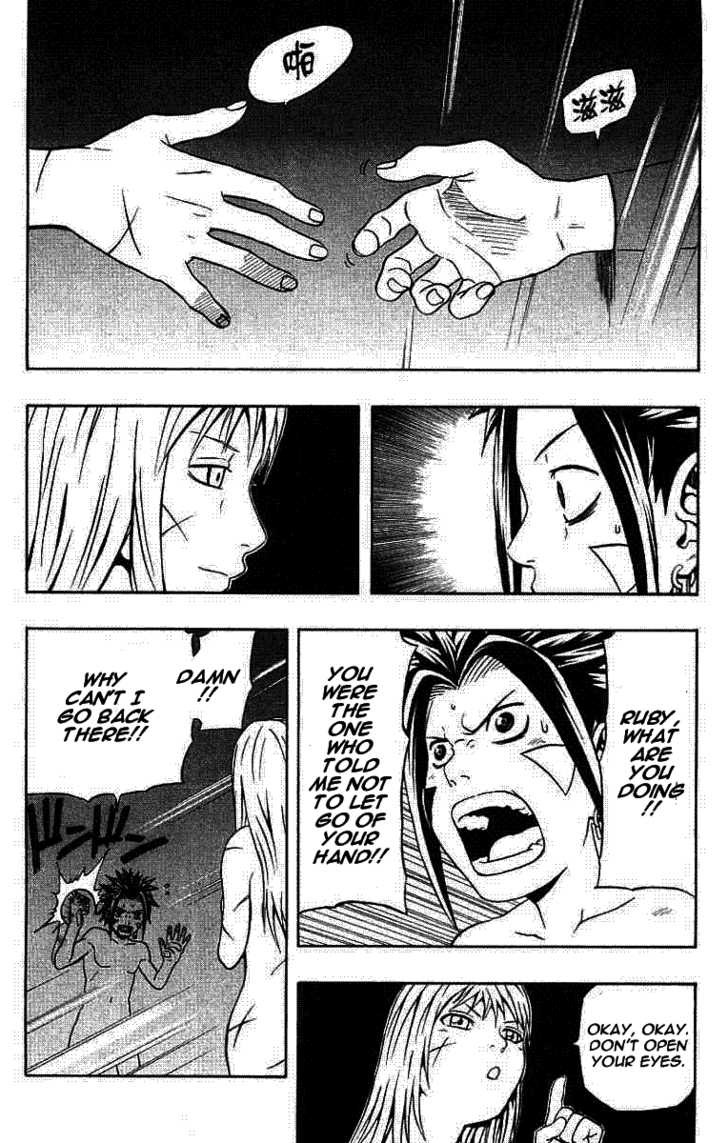 啪
滋滋
RUBY,
WHAT
ARE
YOU
DOING
!!
YOU
WERE
THE
ONE
WHO
TOLD
ME NOT
TO LET
GO OF
YOUR
HAND!!
DAMN
!!
WHY
CAN'T I
GO BACK
THERE!!
OKAY, OKAY.
DON'T OPEN
YOUR EYES.